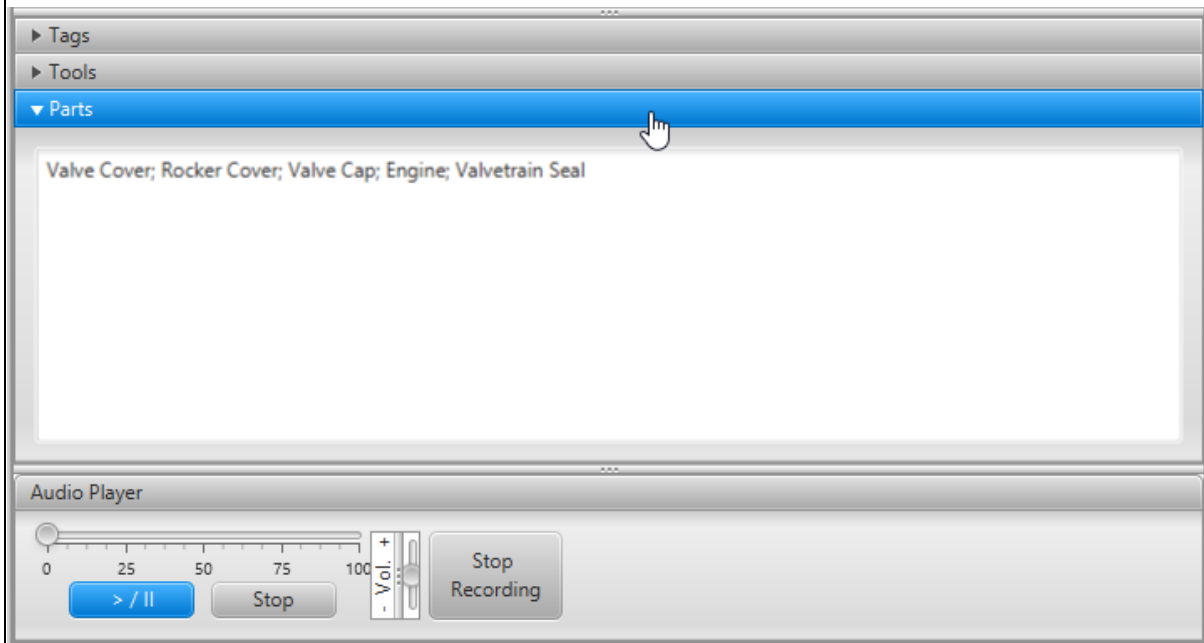 Tags
Tools
Parts
Valve Cover; Rocker Cover; Valve Cap; Engine; Valvetrain Seal
Audio Player
0 25 50 75 100
- Vol. +
> / II
Stop
Stop
Recording